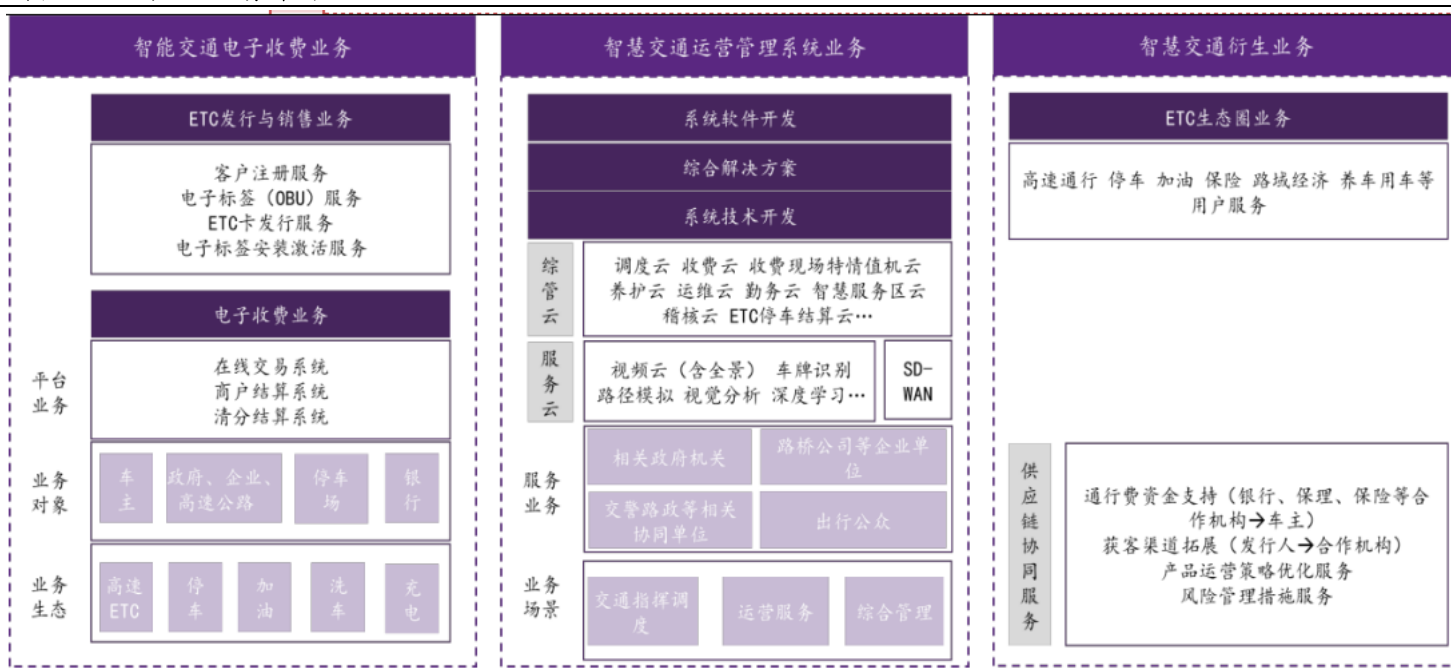 智能交通电子收费业务
ETC发行与销售业务
客户注册服务
电子标签（OBU）服务
ETC卡发行服务
电子标签安装激活服务
电子收费业务
平台
业务
在线交易系统
商户结算系统
清分结算系统
业务
对象
车
主
政府、企业、
高速公路
停车
场
银
行
业务
生态
高速
ETC
停
车
加
油
洗
车
充
电
智慧交通运营管理系统业务
系统软件开发
综合解决方案
系统技术开发
综
管
云
调度云 收费云 收费现场特情值机云
养护云 运维云 勤务云 智慧服务区云
稽核云 ETC停车结算云…
服
务
云
视频云（含全景） 车牌识别
路径模拟 视觉分析 深度学习…
SD-
WAN
服务
业务
相关政府机关
路桥公司等企业单
位
交警路政等相关
协同单位
出行公众
业务
场景
交通指挥调
度
运营服务
综合管理
智慧交通衍生业务
ETC生态圈业务
高速通行 停车 加油 保险 路域经济 养车用车等
用户服务
供
应
链
协
同
服
务
通行费资金支持（银行、保理、保险等合
作机构→车主）
获客渠道拓展（发行人→合作机构）
产品运营策略优化服务
风险管理措施服务